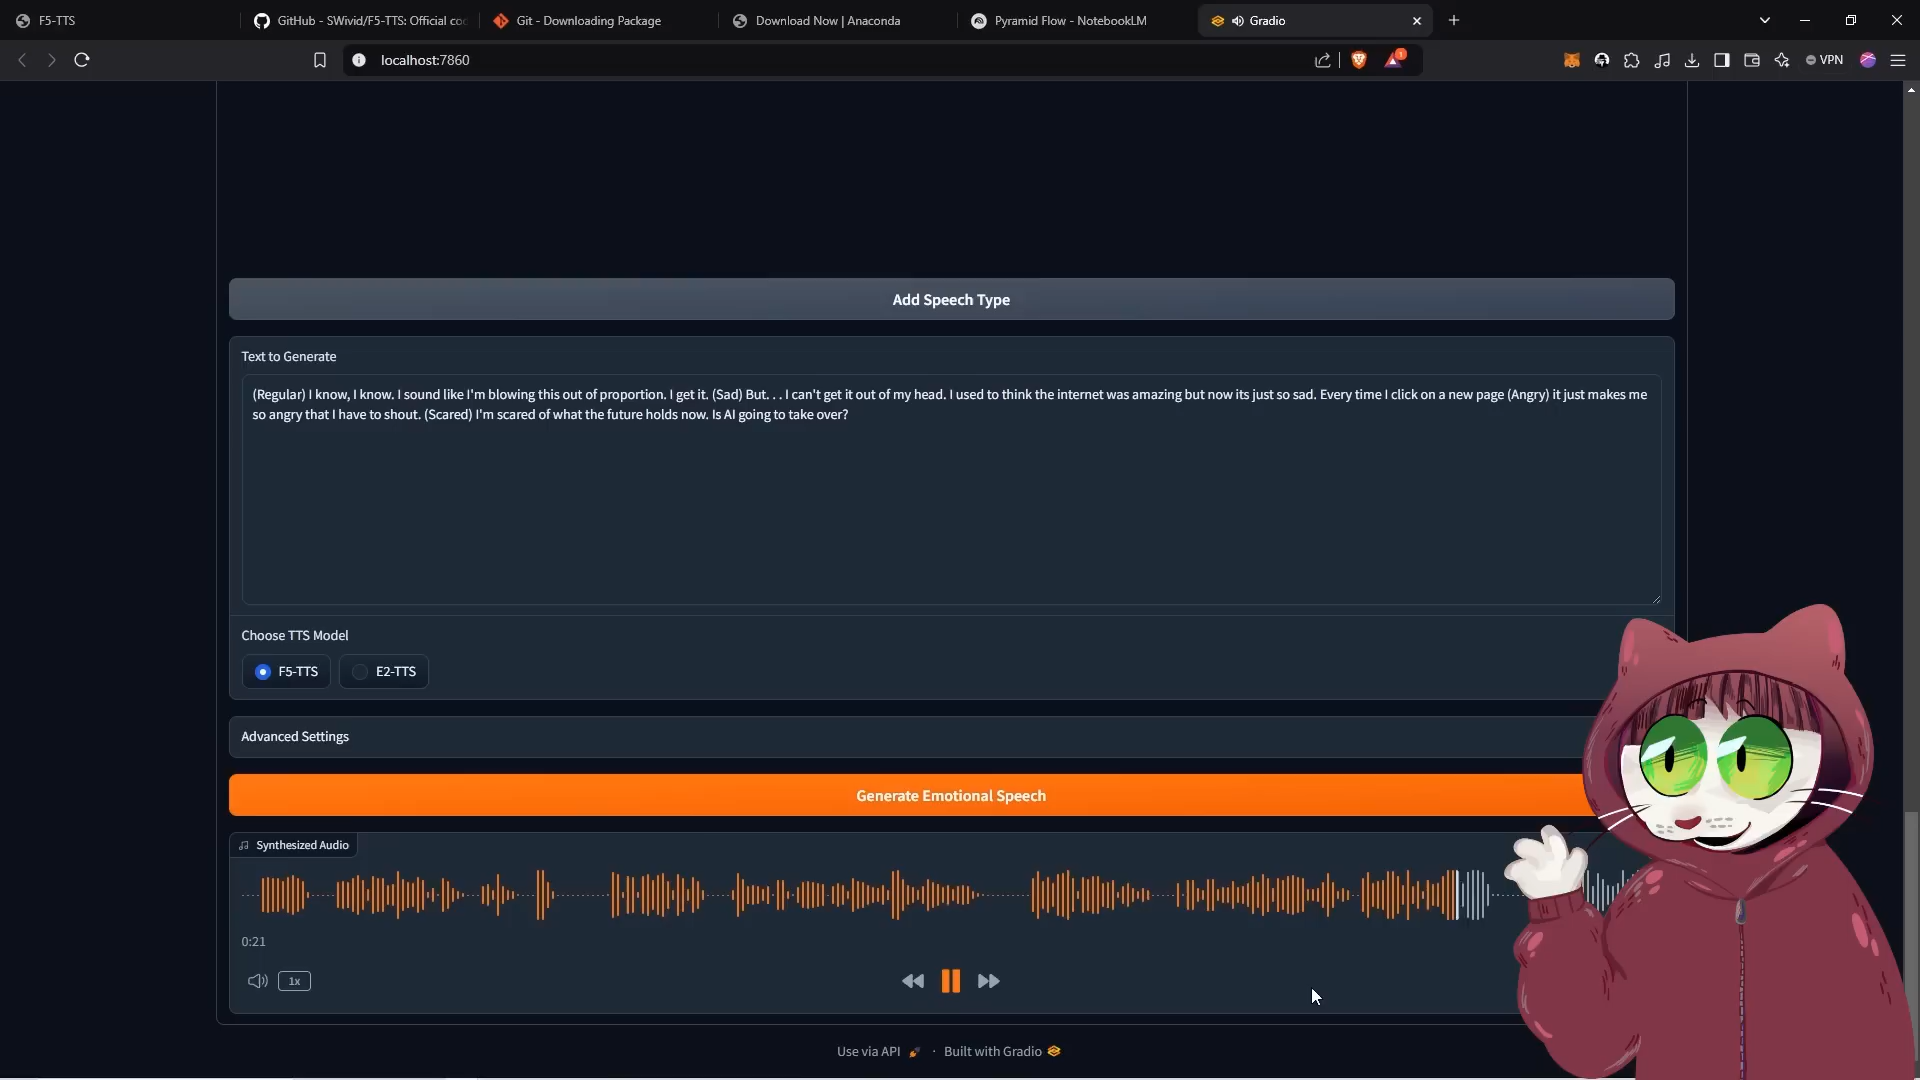 F5-TTS
GitHub - SWivid/F5-TTS: Official co
Git - Downloading Package
Download Now | Anaconda
Pyramid Flow - NotebookLM
Gradio
localhost:7860
1
VPN
Add Speech Type
Text to Generate
(Regular) I know, I know. I sound like I'm blowing this out of proportion. I get it. (Sad) But. . . I can't get it out of my head. I used to think the internet was amazing but now its just so sad. Every time I click on a new page (Angry) it just makes me
so angry that I have to shout. (Scared) I'm scared of what the future holds now. Is AI going to take over?
Choose TTS Model
F5-TTS
E2-TTS
Advanced Settings
Generate Emotional Speech
Synthesized Audio
0:21
1x
Use via API · Built with Gradio